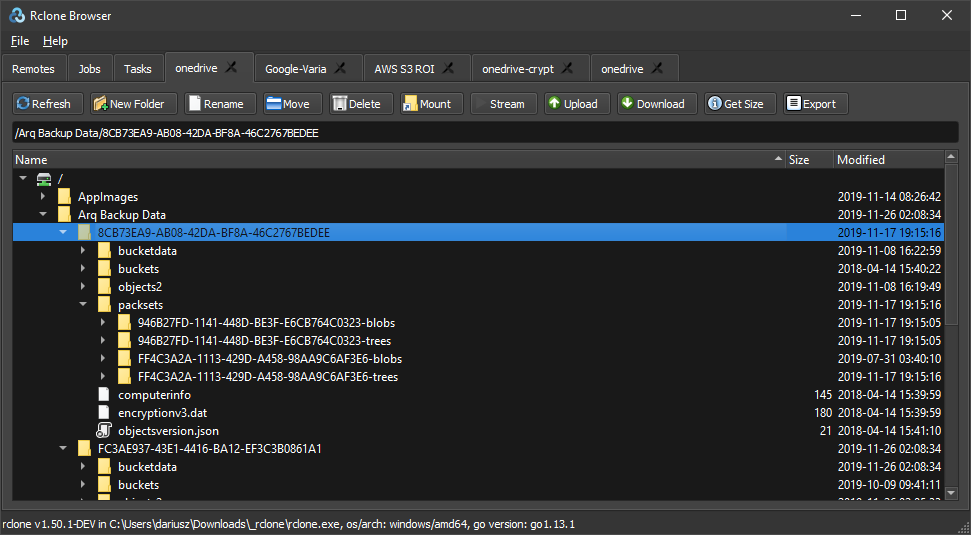 Rclone Browser
File Help
Remotes Jobs Tasks onedrive Google-Varia AWS S3 ROI onedrive-crypt onedrive
Refresh New Folder Rename Move Delete Mount Stream Upload Download Get Size Export
/Arq Backup Data/8CB73EA9-AB08-42DA-BF8A-46C2767BEDEE
Name Size Modified
/
AppImages 2019-11-14 08:26:42
Arq Backup Data 2019-11-26 02:08:34
8CB73EA9-AB08-42DA-BF8A-46C2767BEDEE 2019-11-17 19:15:16
bucketdata 2019-11-08 16:22:59
buckets 2018-04-14 15:40:22
objects2 2019-11-08 16:19:49
packsets 2019-11-17 19:15:16
946B27FD-1141-448D-BE3F-E6CB764C0323-blobs 2019-11-17 19:15:05
946B27FD-1141-448D-BE3F-E6CB764C0323-trees 2019-11-17 19:15:05
FF4C3A2A-1113-429D-A458-98AA9C6AF3E6-blobs 2019-07-31 03:40:10
FF4C3A2A-1113-429D-A458-98AA9C6AF3E6-trees 2019-11-17 19:15:16
computerinfo 145 2018-04-14 15:39:59
encryptionv3.dat 180 2018-04-14 15:39:59
objectsversion.json 21 2018-04-14 15:41:10
FC3AE937-43E1-4416-BA12-EF3C3B0861A1 2019-11-26 02:08:34
bucketdata 2019-11-26 02:08:34
buckets 2019-10-09 09:41:11
rclone v1.50.1-DEV in C:\Users\dariusz\Downloads\_rclone\rclone.exe, os/arch: windows/amd64, go version: go1.13.1